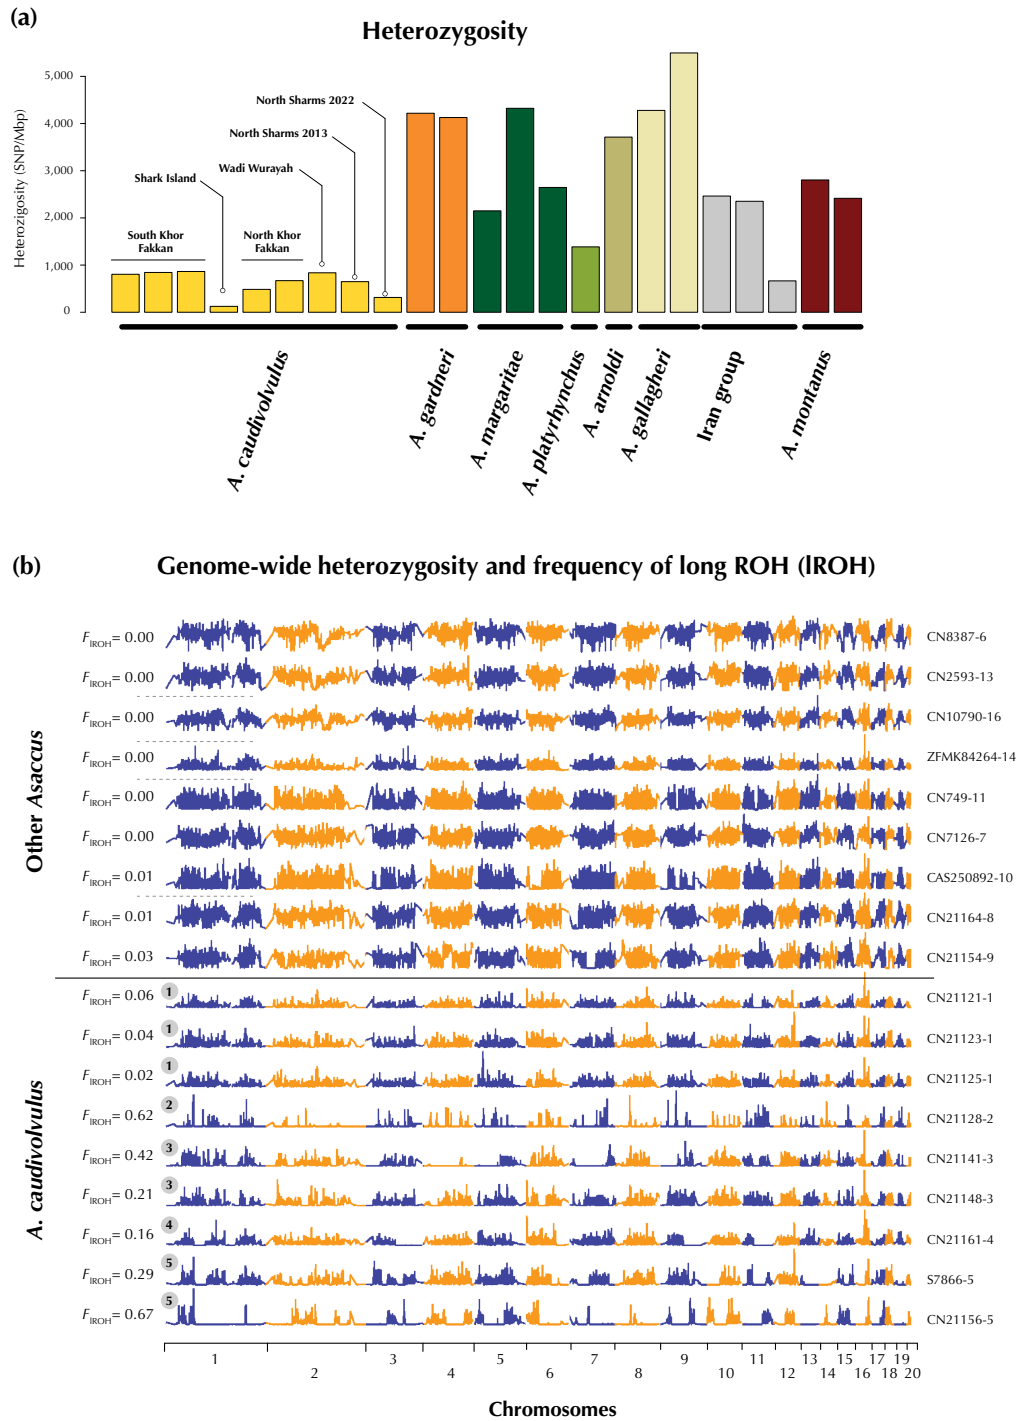 (a)
Heterozygosity
Heterozigosity (SNP/Mbp)
5,000
4,000
3,000
2,000
1,000
0
North Sharms 2022
North Sharms 2013
Wadi Wurayah
Shark Island
South Khor
Fakkan
North Khor
Fakkan
A. caudivolvulus
A. gardneri
A. margaritae
A. platyrhynchus
A. arnoldi
A. gallagheri
Iran group
A. montanus
(b)
Genome-wide heterozygosity and frequency of long ROH (lROH)
Other Asaccus
FlROH= 0.00 CN8387-6
FlROH= 0.00 CN2593-13
FlROH= 0.00 CN10790-16
FlROH= 0.00 ZFMK84264-14
FlROH= 0.00 CN749-11
FlROH= 0.00 CN7126-7
FlROH= 0.01 CAS250892-10
FlROH= 0.01 CN21164-8
FlROH= 0.03 CN21154-9
A. caudivolvulus
FlROH= 0.06 1 CN21121-1
FlROH= 0.04 1 CN21123-1
FlROH= 0.02 1 CN21125-1
FlROH= 0.62 2 CN21128-2
FlROH= 0.42 3 CN21141-3
FlROH= 0.21 3 CN21148-3
FlROH= 0.16 4 CN21161-4
FlROH= 0.29 5 S7866-5
FlROH= 0.67 5 CN21156-5
1 2 3 4 5 6 7 8 9 10 11 12 13 14 15 16 17 18 19 20
Chromosomes